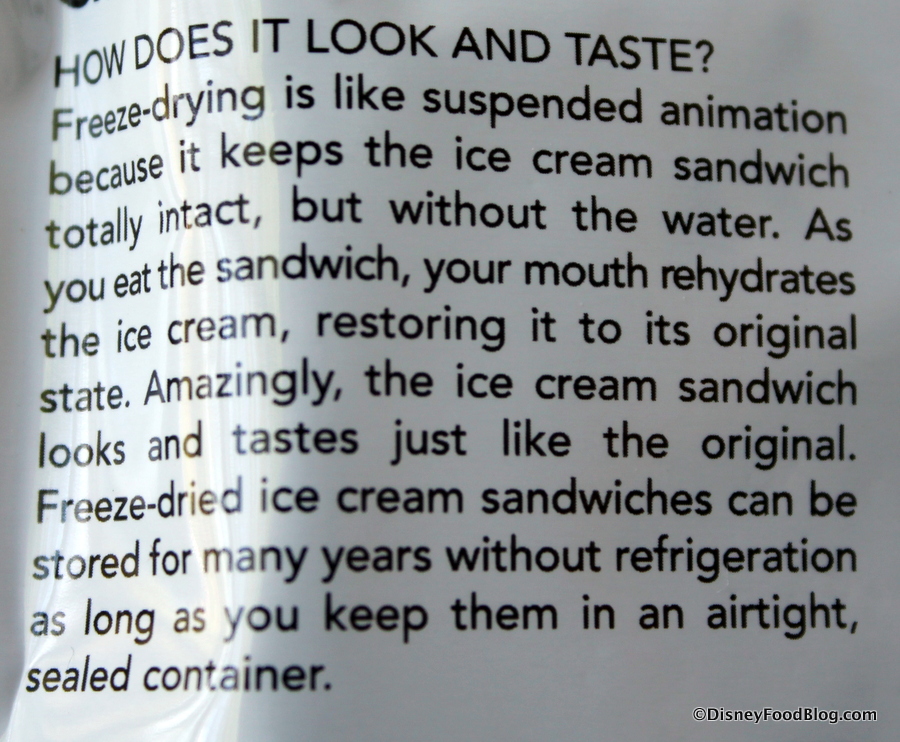 HOW DOES IT LOOK AND TASTE?
Freeze-drying is like suspended animation
because it keeps the ice cream sandwich
totally intact, but without the water. As
you eat the sandwich, your mouth rehydrates
the ice cream, restoring it to its original
state. Amazingly, the ice cream sandwich
looks and tastes just like the original.
Freeze-dried ice cream sandwiches can be
stored for many years without refrigeration
as long as you keep them in an airtight,
sealed container.
©DisneyFoodBlog.com